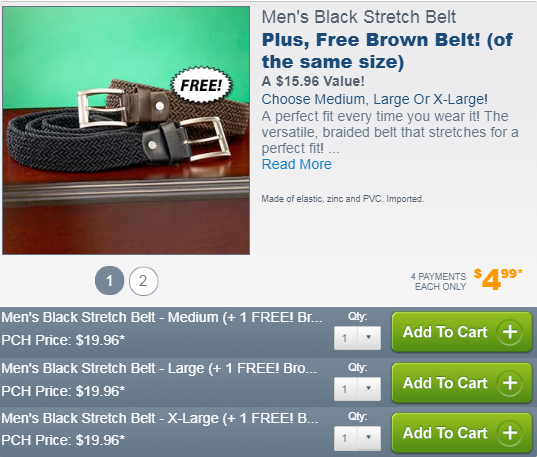 Men's Black Stretch Belt
Plus, Free Brown Belt! (of
the same size)
A $15.96 Value!
Choose Medium, Large Or X-Large!
A perfect fit every time you wear it! The
versatile, braided belt that stretches for a
perfect fit! ...
Read More
Made of elastic, zinc and PVC. Imported.
FREE!
1 2
4 PAYMENTS
EACH ONLY
$4.99*
Men's Black Stretch Belt - Medium (+ 1 FREE! Br...
PCH Price: $19.96*
Qty:
1
Add To Cart +
Men's Black Stretch Belt - Large (+ 1 FREE! Bro...
PCH Price: $19.96*
Qty:
1
Add To Cart +
Men's Black Stretch Belt - X-Large (+ 1 FREE! B...
PCH Price: $19.96*
Qty:
1
Add To Cart +